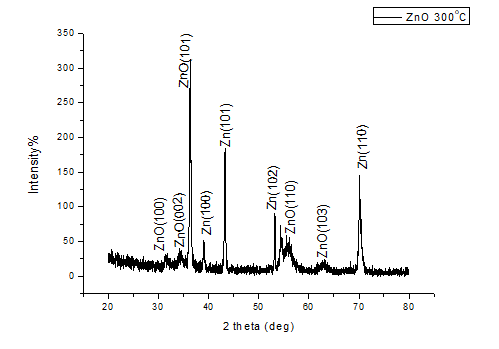 ZnO 300°C
350
300
250
200
150
100
50
0
Intensity%
ZnO(100)
ZnO(002)
ZnO(101)
Zn(100)
Zn(101)
Zn(102)
ZnO(110)
ZnO(103)
Zn(110)
20 30 40 50 60 70 80
2 theta (deg)